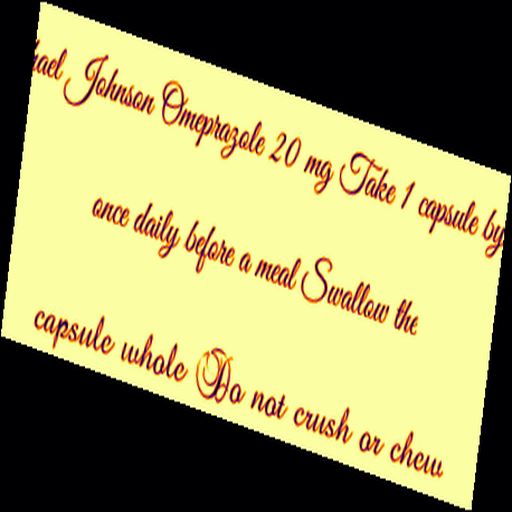 Johnson Omeprazole 20 mg Take 1 capsule by
once daily before a meal Swallow the
capsule whole Do not crush or chew